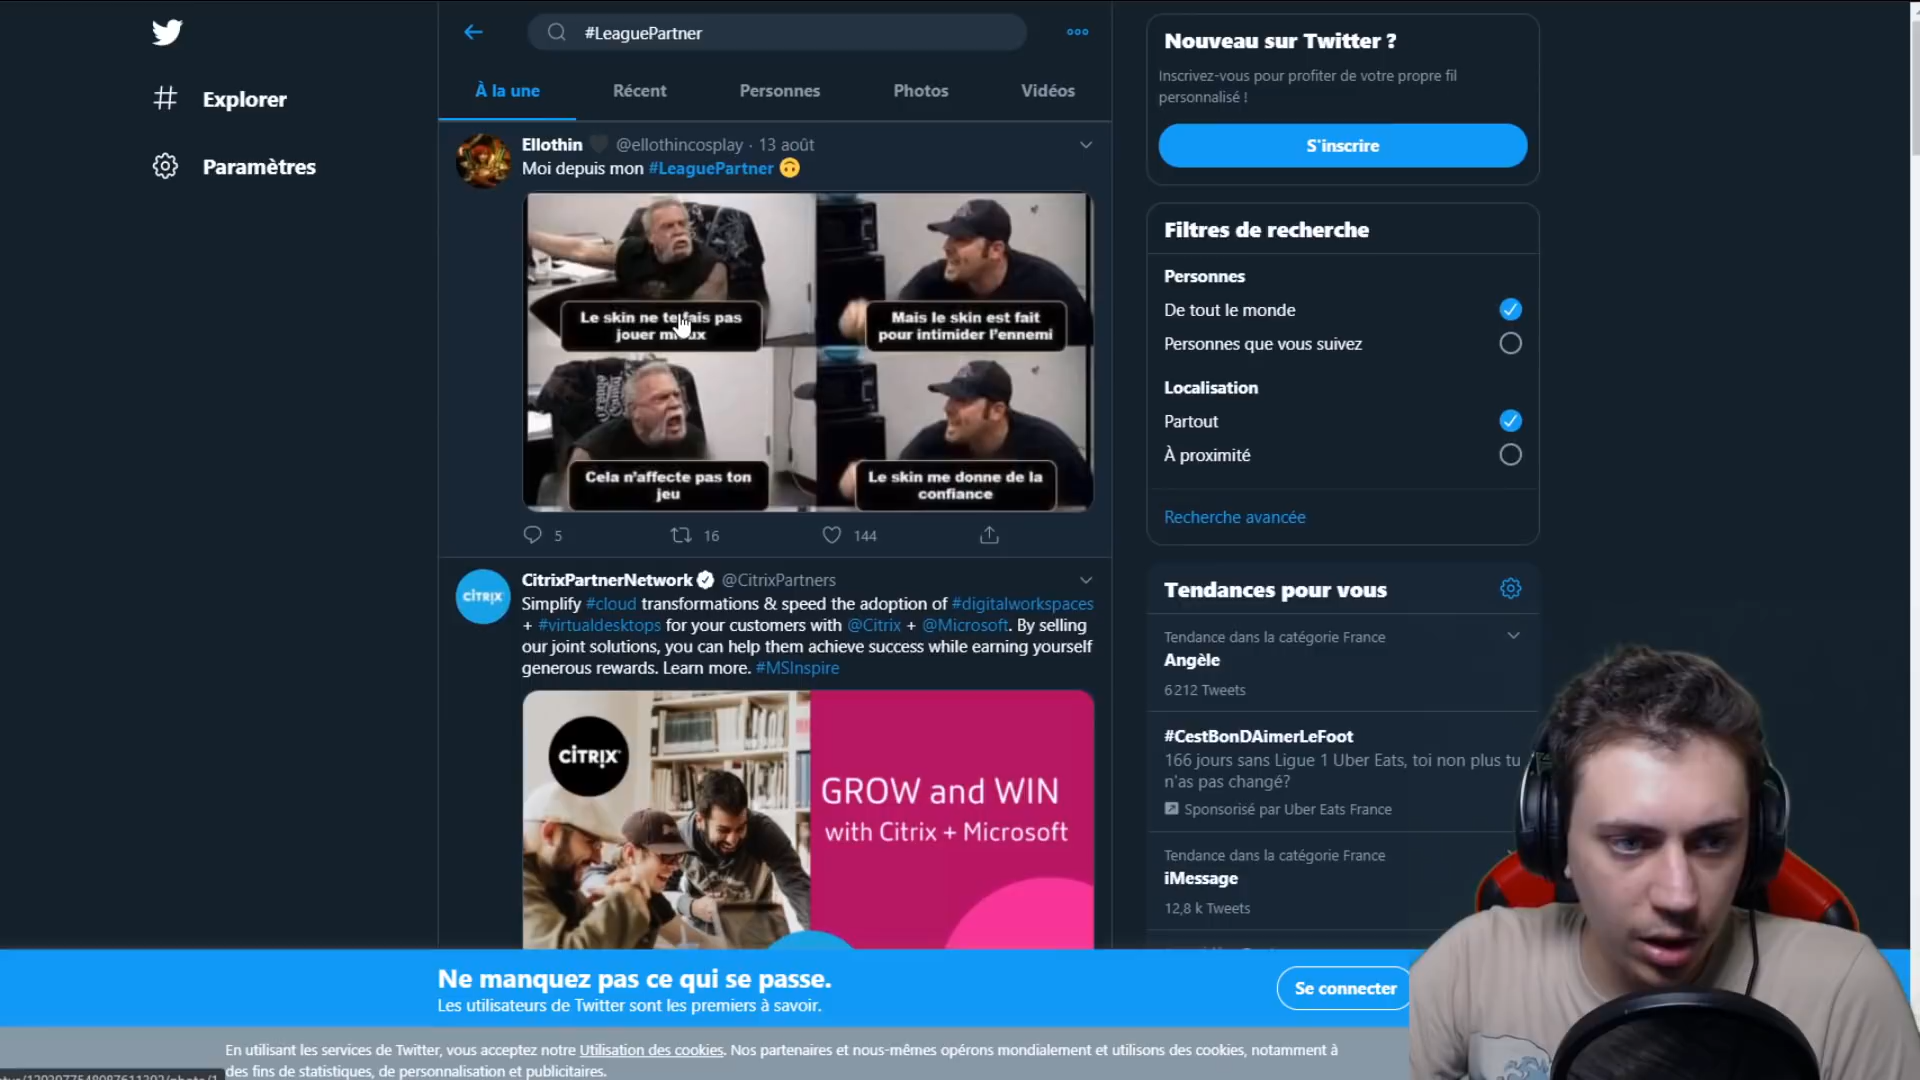 #LeaguePartner
Explorer
Paramètres
À la une
Récent
Personnes
Photos
Vidéos
Ellothin @ellothincosplay · 13 août
Moi depuis mon #LeaguePartner
Le skin ne te fais pas
jouer mieux
Mais le skin est fait
pour intimider l'ennemi
Cela n'affecte pas ton
jeu
Le skin me donne de la
confiance
5
16
144
CitrixPartnerNetwork @CitrixPartners
citrix
Simplify #cloud transformations & speed the adoption of #digitalworkspaces
+ #virtualdesktops for your customers with @Citrix + @Microsoft. By selling
our joint solutions, you can help them achieve success while earning yourself
generous rewards. Learn more. #MSInspire
citrix
GROW and WIN
with Citrix + Microsoft
Nouveau sur Twitter ?
Inscrivez-vous pour profiter de votre propre fil
personnalisé !
S'inscrire
Filtres de recherche
Personnes
De tout le monde
Personnes que vous suivez
Localisation
Partout
À proximité
Recherche avancée
Tendances pour vous
Tendance dans la catégorie France
Angèle
6 212 Tweets
#CestBonDAimerLeFoot
166 jours sans Ligue 1 Uber Eats, toi non plus tu
n'as pas changé?
Sponsorisé par Uber Eats France
Tendance dans la catégorie France
iMessage
12,8 k Tweets
Ne manquez pas ce qui se passe.
Les utilisateurs de Twitter sont les premiers à savoir.
Se connecter
En utilisant les services de Twitter, vous acceptez notre Utilisation des cookies. Nos partenaires et nous-mêmes opérons mondialement et utilisons des cookies, notamment à
des fins de statistiques, de personnalisation et publicitaires.